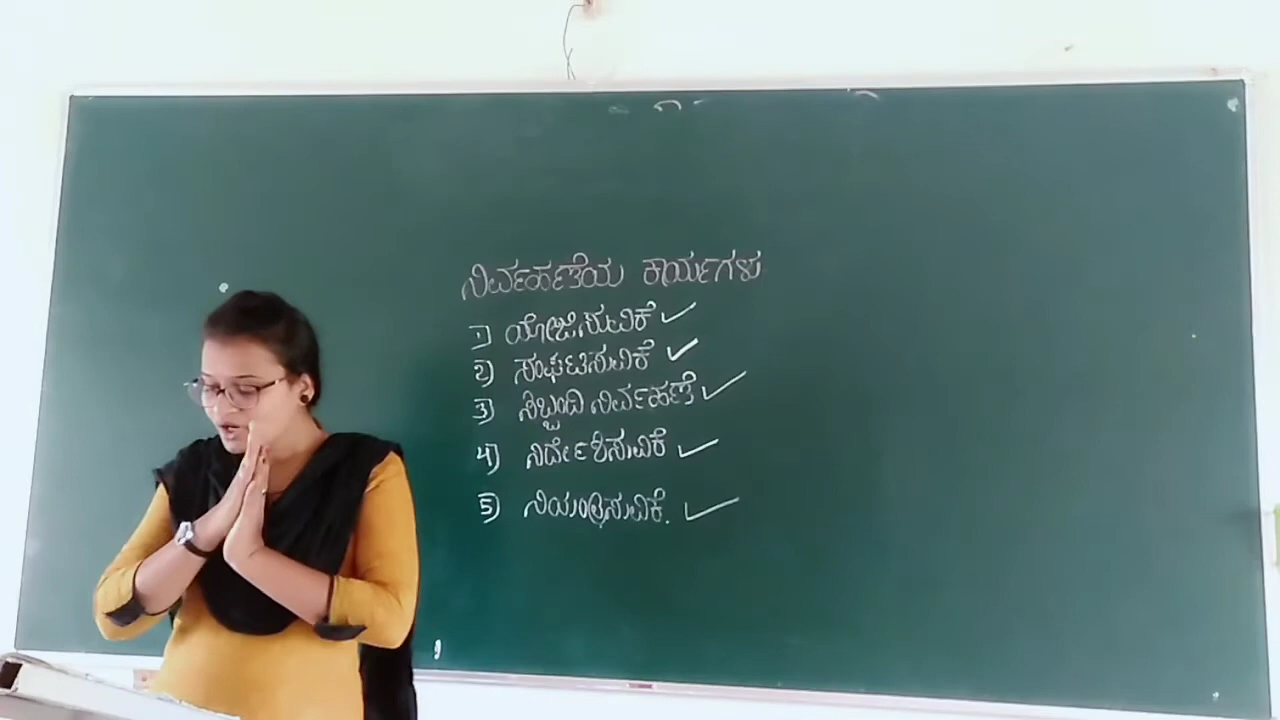 ನಿರ್ವಹಣೆಯ ಕಾರ್ಯಗಳು
1) ಯೋಜಿಸುವಿಕೆ ✓
2) ಸಂಘಟಿಸುವಿಕೆ ✓
3) ಸಿಬ್ಬಂದಿ ನಿರ್ವಹಣೆ ✓
4) ನಿರ್ದೇಶಿಸುವಿಕೆ ✓
5) ನಿಯಂತ್ರಿಸುವಿಕೆ. ✓